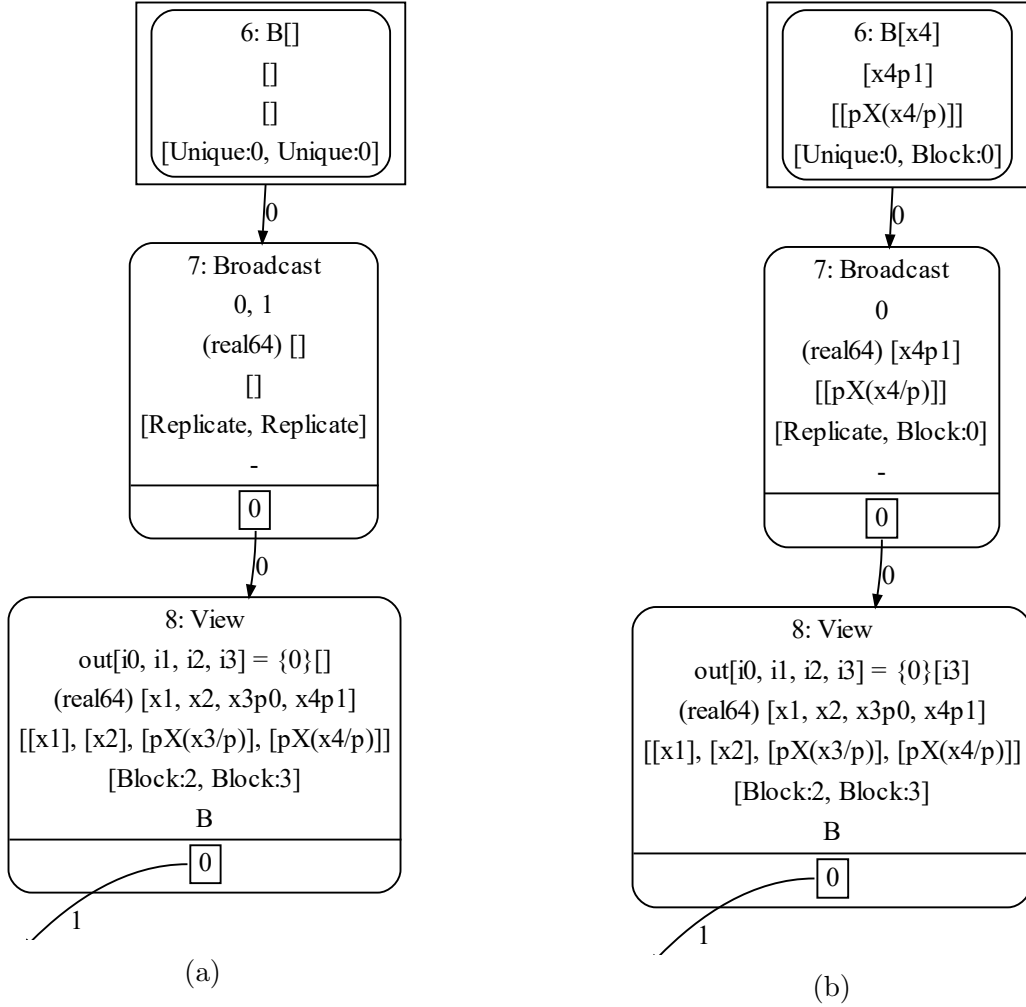 6: B[]
[]
[]
[Unique:0, Unique:0]
0
7: Broadcast
0, 1
(real64) []
[]
[Replicate, Replicate]
-
0
0
8: View
out[i0, i1, i2, i3] = {0}[]
(real64) [x1, x2, x3p0, x4p1]
[[x1], [x2], [pX(x3/p)], [pX(x4/p)]]
[Block:2, Block:3]
B
0
1
(a)
6: B[x4]
[x4p1]
[[pX(x4/p)]]
[Unique:0, Block:0]
0
7: Broadcast
0
(real64) [x4p1]
[[pX(x4/p)]]
[Replicate, Block:0]
-
0
0
8: View
out[i0, i1, i2, i3] = {0}[i3]
(real64) [x1, x2, x3p0, x4p1]
[[x1], [x2], [pX(x3/p)], [pX(x4/p)]]
[Block:2, Block:3]
B
0
1
(b)